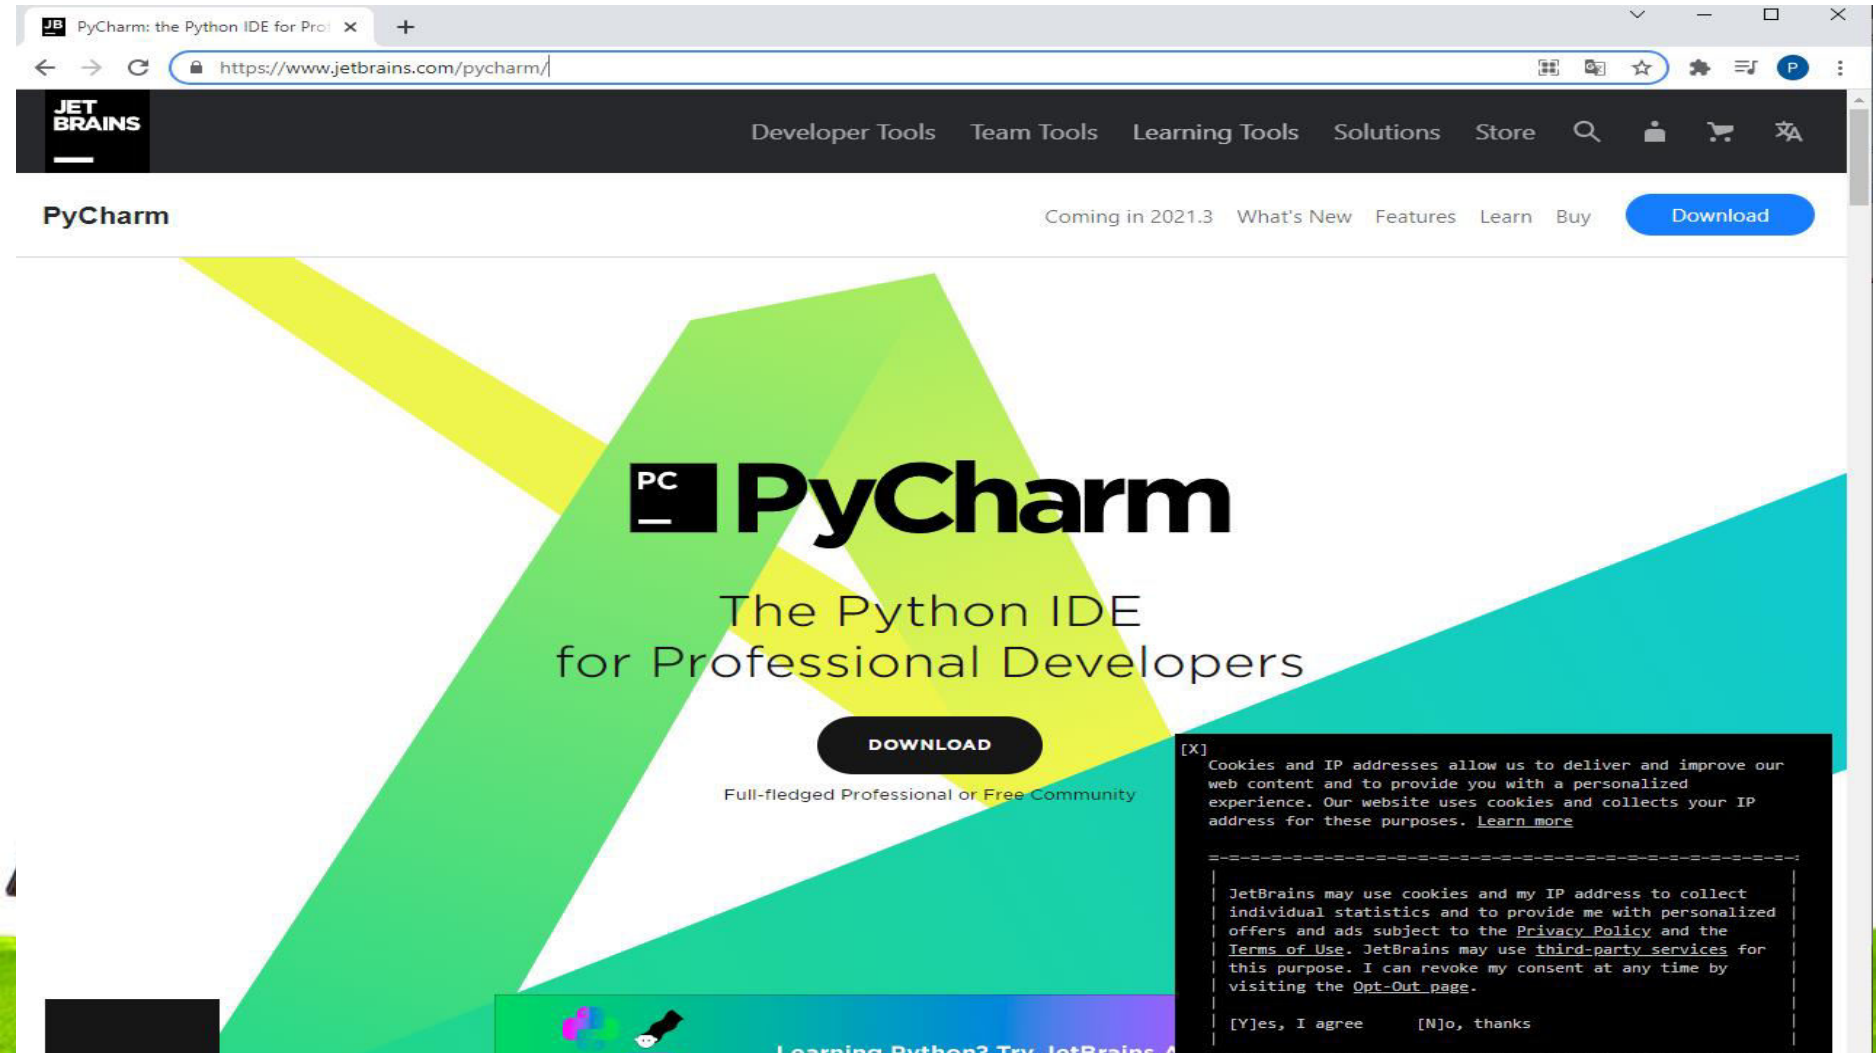 JB PyCharm: the Python IDE for Pro
https://www.jetbrains.com/pycharm/
P
JET
BRAINS
Developer Tools Team Tools Learning Tools Solutions Store
PyCharm
Coming in 2021.3 What's New Features Learn Buy Download
PC PyCharm
The Python IDE
for Professional Developers
DOWNLOAD
Full-fledged Professional or Free Community
[X]
Cookies and IP addresses allow us to deliver and improve our
web content and to provide you with a personalized
experience. Our website uses cookies and collects your IP
address for these purposes. Learn more
JetBrains may use cookies and my IP address to collect
individual statistics and to provide me with personalized
offers and ads subject to the Privacy Policy and the
Terms of Use. JetBrains may use third-party services for
this purpose. I can revoke my consent at any time by
visiting the Opt-Out page.
[Y]es, I agree [N]o, thanks
Learning Python? Try JetBrains A